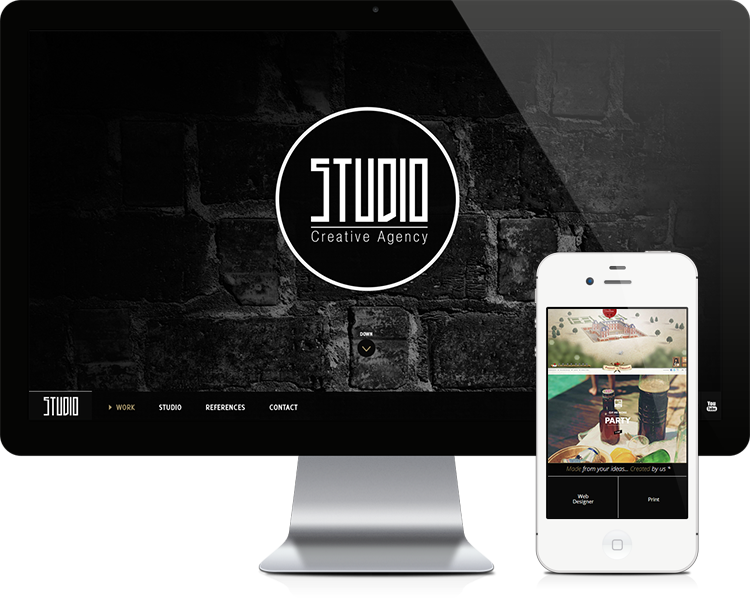 STUDIO
Creative Agency
DOWN
STUDIO
WORK
STUDIO
REFERENCES
CONTACT
You
Tube
PARTY
Made from your ideas... Created by us *
Web
Designer
Print